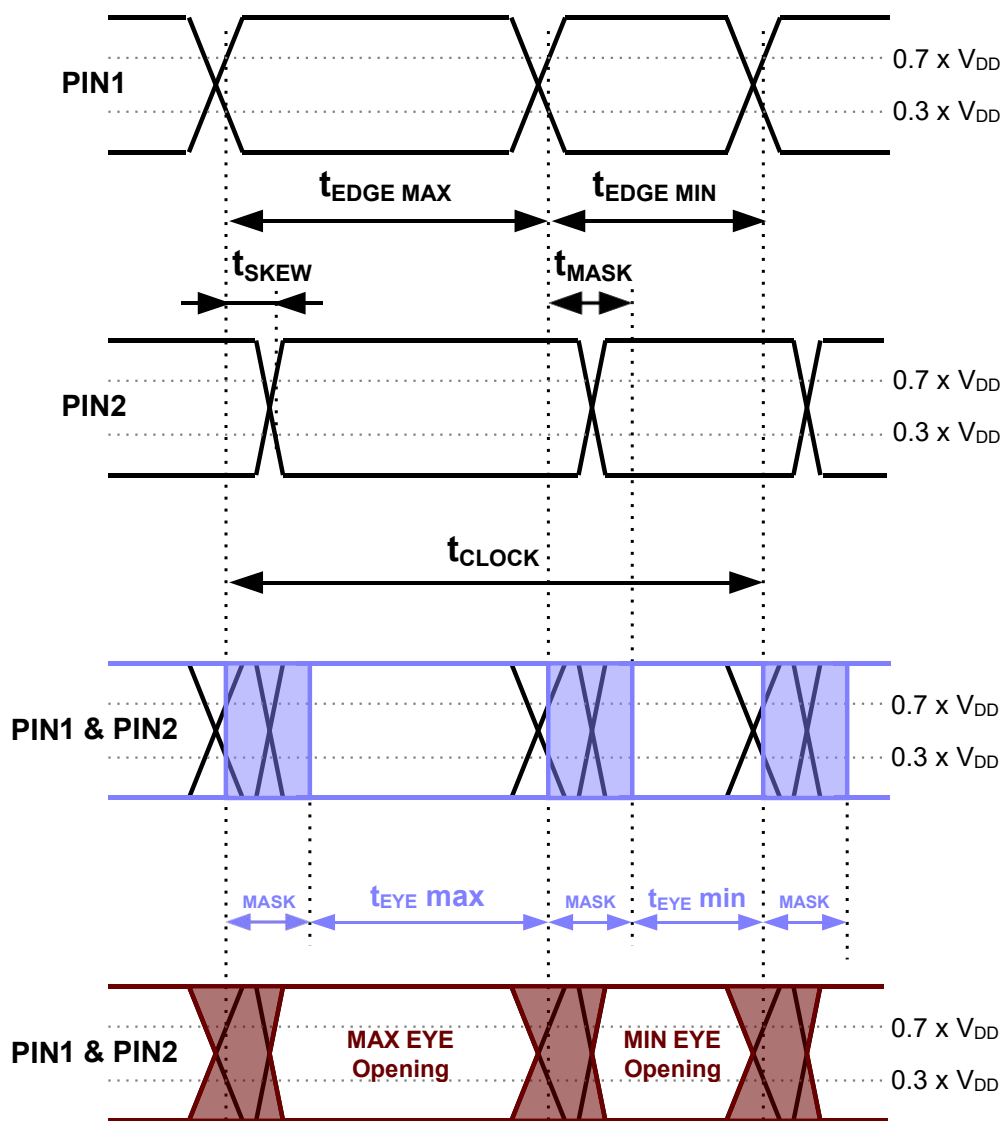 0.7 x VDD
PIN1
0.3 x VDD
tEDGE MAX
tEDGE MIN
tSKEW
tMASK
0.7 x VDD
PIN2
0.3 x VDD
tCLOCK
0.7 x VDD
PIN1 & PIN2
0.3 x VDD
MASK
tEYE max
MASK
tEYE min
MASK
0.7 x VDD
PIN1 & PIN2
MAX EYE
Opening
MIN EYE
Opening
0.3 x VDD